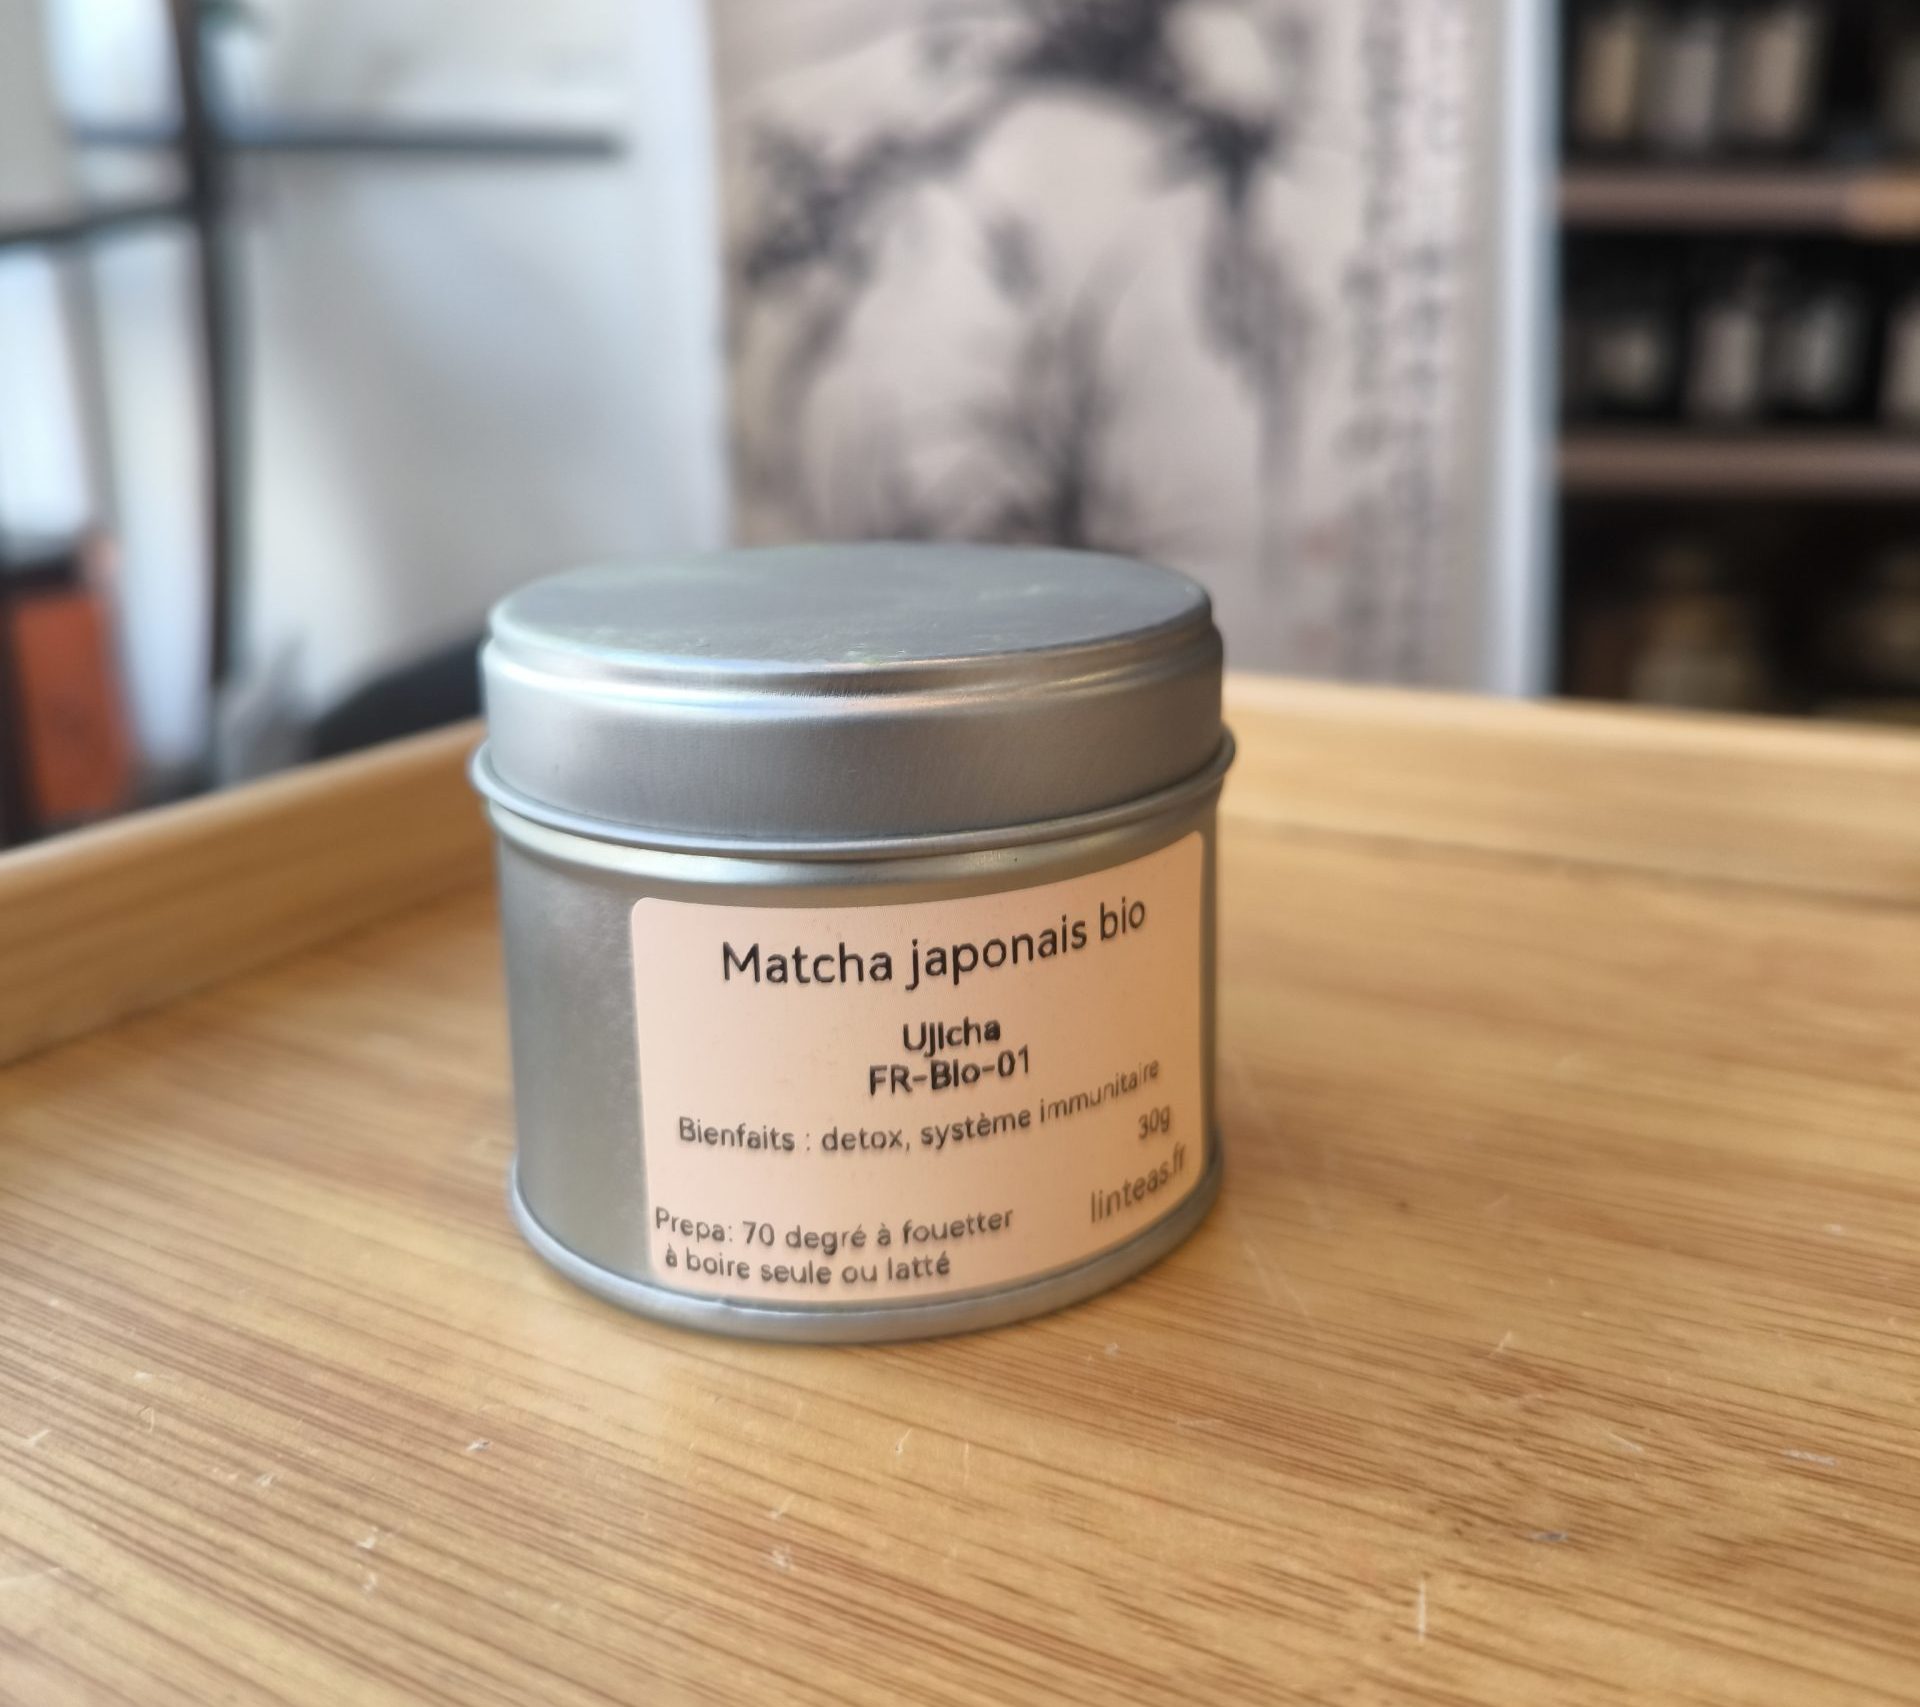 Matcha japonais bio
Ujicha
FR-Bio-01
Bienfaits : detox, système immunitaire
30g
linteas.fr
Prepa: 70 degré à fouetter
à boire seule ou latté